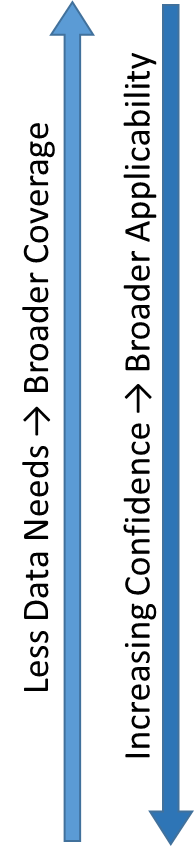 Less Data Needs → Broader Coverage
Increasing Confidence → Broader Applicability